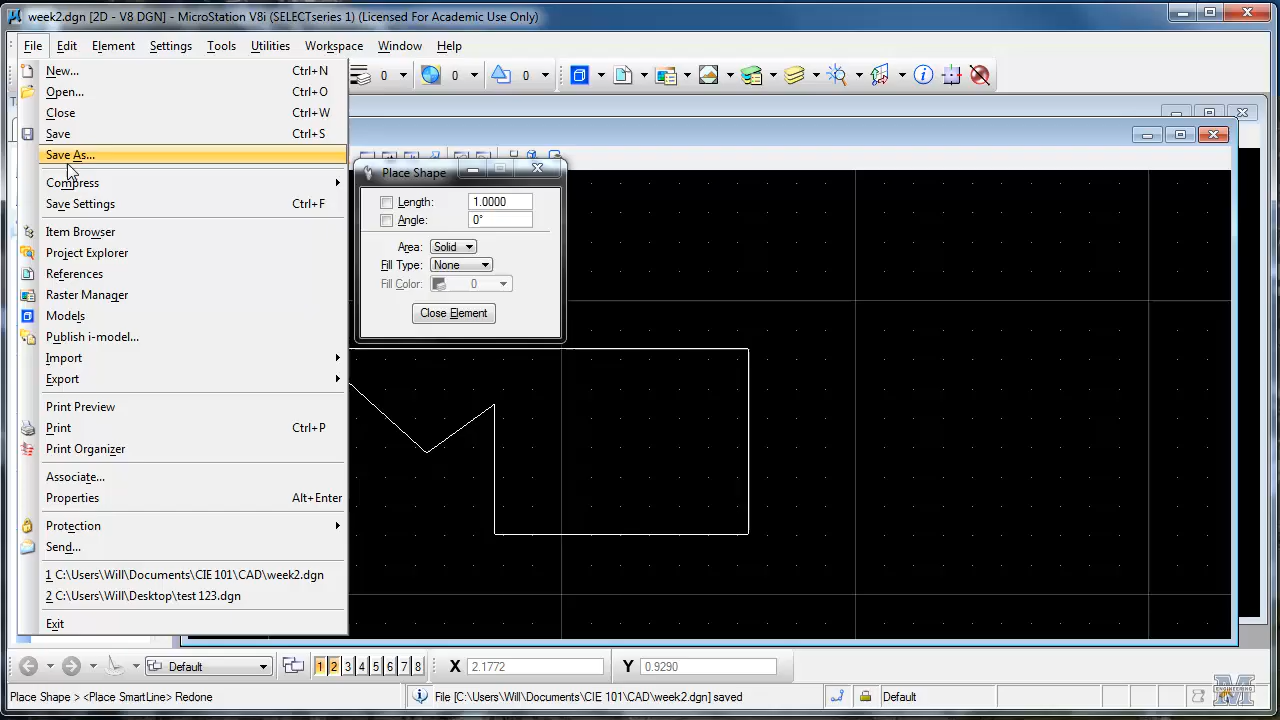 week2.dgn [2D - V8 DGN] - MicroStation V8i (SELECTseries 1) (Licensed For Academic Use Only)
File Edit Element Settings Tools Utilities Workspace Window Help
New... Ctrl+N
0 0 0
Open... Ctrl+O
Close Ctrl+W
Save Ctrl+S
Save As...
Compress
Save Settings Ctrl+F
Item Browser
Project Explorer
References
Raster Manager
Models
Publish i-model...
Import
Export
Print Preview
Print Ctrl+P
Print Organizer
Associate...
Properties Alt+Enter
Protection
Send...
1 C:\Users\Will\Documents\CIE 101\CAD\week2.dgn
2 C:\Users\Will\Desktop\test 123.dgn
Exit
Place Shape
Length: 1.0000
Angle: 0°
Area: Solid
Fill Type: None
Fill Color: 0
Close Element
Default 1 2 3 4 5 6 7 8 X 2.1772 Y 0.9290
Place Shape > <Place SmartLine> Redone File [C:\Users\Will\Documents\CIE 101\CAD\week2.dgn] saved Default